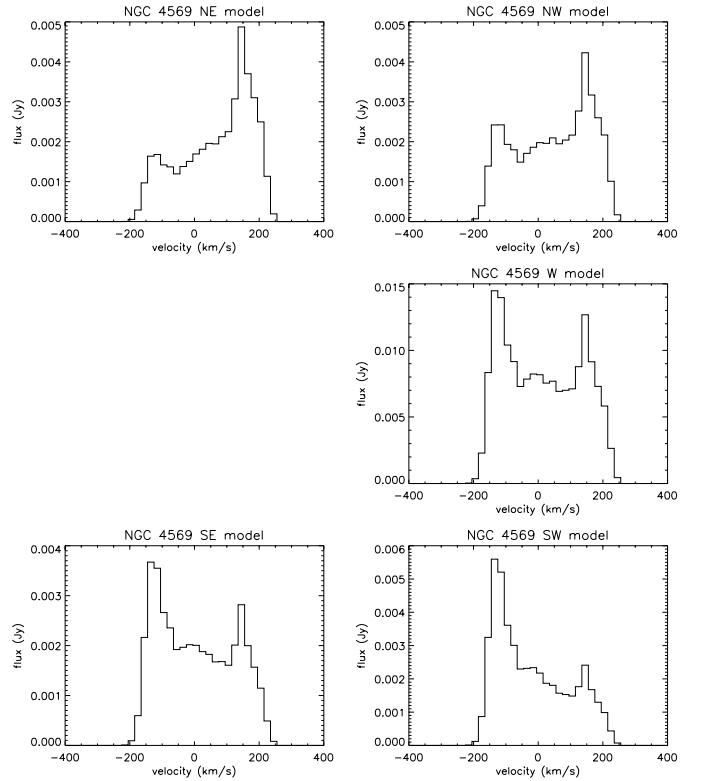 NGC 4569 NE model
NGC 4569 NW model
flux (Jy)
0.005
0.004
0.003
0.002
0.001
0.000
−400 −200 0 200 400
velocity (km/s)
flux (Jy)
0.005
0.004
0.003
0.002
0.001
0.000
−400 −200 0 200 400
velocity (km/s)
NGC 4569 W model
flux (Jy)
0.015
0.010
0.005
0.000
−400 −200 0 200 400
velocity (km/s)
NGC 4569 SE model
NGC 4569 SW model
flux (Jy)
0.004
0.003
0.002
0.001
0.000
−400 −200 0 200 400
velocity (km/s)
flux (Jy)
0.006
0.005
0.004
0.003
0.002
0.001
0.000
−400 −200 0 200 400
velocity (km/s)